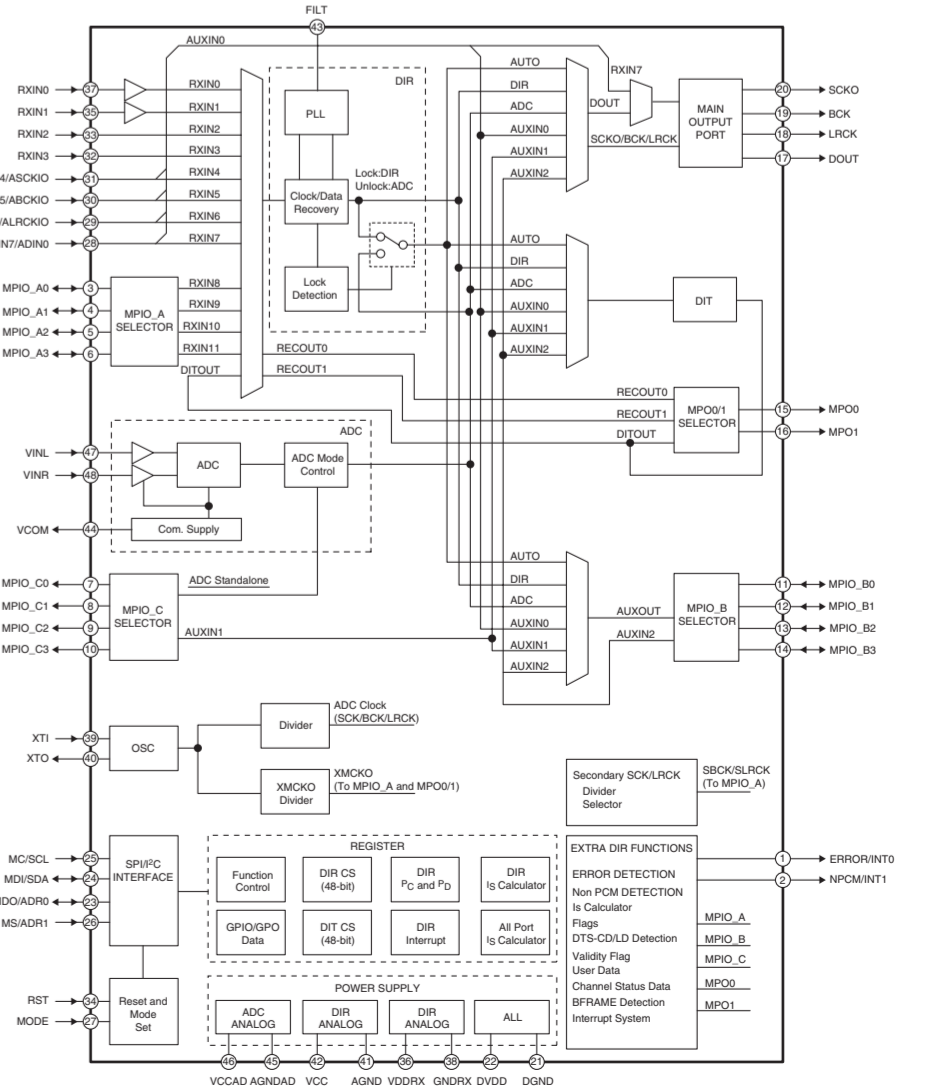 FILT
43
AUXIN0
RXIN0 37 RXIN0
RXIN1 35 RXIN1
RXIN2 33 RXIN2
RXIN3 32 RXIN3
4/ASCKIO 31 RXIN4
5/ABCKIO 30 RXIN5
/ALRCKIO 29 RXIN6
IN7/ADIN0 28 RXIN7
MPIO_A0 3 RXIN8
MPIO_A1 4 RXIN9
MPIO_A2 5 RXIN10
MPIO_A3 6 RXIN11
MPIO_A
SELECTOR
DITOUT
RECOUT0
RECOUT1
DIR
PLL
Clock/Data
Recovery
Lock
Detection
Lock:DIR
Unlock:ADC
AUTO
DIR
ADC
AUXIN0
AUXIN1
AUXIN2
RXIN7
DOUT
SCKO/BCK/LRCK
MAIN
OUTPUT
PORT
20 SCKO
19 BCK
18 LRCK
17 DOUT
AUTO
DIR
ADC
AUXIN0
AUXIN1
AUXIN2
DIT
RECOUT0
RECOUT1
DITOUT
MPO0/1
SELECTOR
15 MPO0
16 MPO1
ADC
VINL 47
VINR 48
ADC
ADC Mode
Control
VCOM 44
Com. Supply
MPIO_C0 7
MPIO_C1 8
MPIO_C2 9
MPIO_C3 10
MPIO_C
SELECTOR
ADC Standalone
AUXIN1
AUTO
DIR
ADC
AUXIN0
AUXIN1
AUXIN2
AUXOUT
AUXIN2
MPIO_B
SELECTOR
11 MPIO_B0
12 MPIO_B1
13 MPIO_B2
14 MPIO_B3
XTI 39
XTO 40
OSC
Divider
ADC Clock
(SCK/BCK/LRCK)
XMCKO
Divider
XMCKO
(To MPIO_A and MPO0/1)
Secondary SCK/LRCK
Divider
Selector
SBCK/SLRCK
(To MPIO_A)
MC/SCL 25
MDI/SDA 24
MDO/ADR0 23
MS/ADR1 26
SPI/I2C
INTERFACE
RST 34
MODE 27
Reset and
Mode
Set
REGISTER
Function
Control
DIR CS
(48-bit)
DIR
PC and PD
DIR
IS Calculator
GPIO/GPO
Data
DIT CS
(48-bit)
DIR
Interrupt
All Port
IS Calculator
POWER SUPPLY
ADC
ANALOG
DIR
ANALOG
DIR
ANALOG
ALL
46 45 42 41 36 38 22 21
VCCAD AGNDAD VCC AGND VDDRX GNDRX DVDD DGND
EXTRA DIR FUNCTIONS
ERROR DETECTION
Non PCM DETECTION
Is Calculator
Flags
DTS-CD/LD Detection
Validity Flag
User Data
Channel Status Data
BFRAME Detection
Interrupt System
MPIO_A
MPIO_B
MPIO_C
MPO0
MPO1
1 ERROR/INT0
2 NPCM/INT1